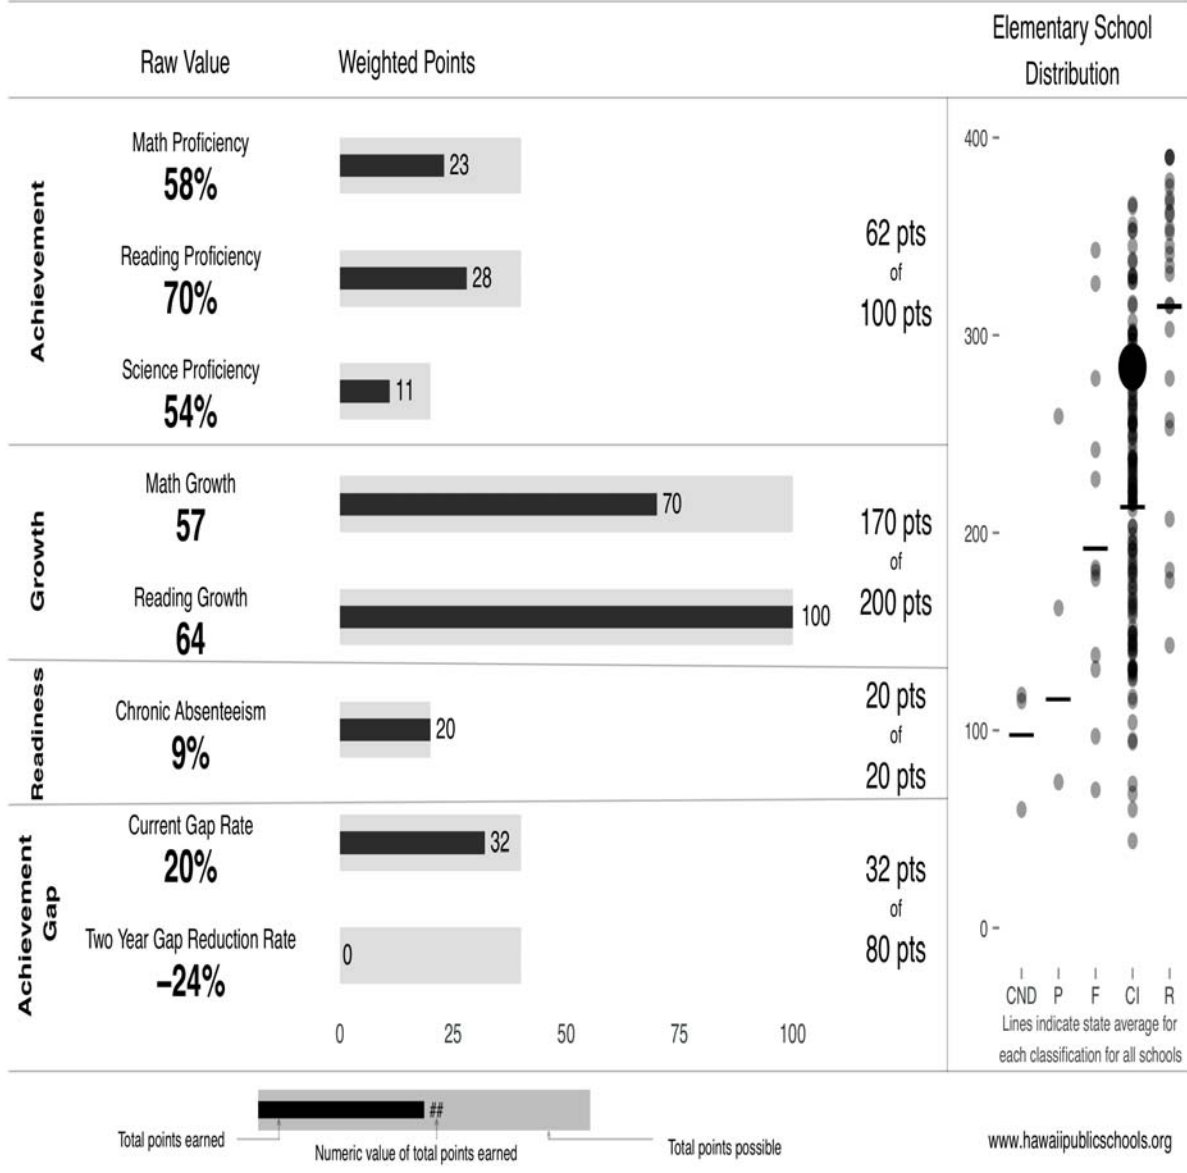 Raw Value
Weighted Points
Elementary School
Distribution
Achievement
Math Proficiency
58%
23
Reading Proficiency
70%
28
Science Proficiency
54%
11
62 pts
of
100 pts
Growth
Math Growth
57
70
Reading Growth
64
100
170 pts
of
200 pts
Readiness
Chronic Absenteeism
9%
20
20 pts
of
20 pts
Achievement
Gap
Current Gap Rate
20%
32
Two Year Gap Reduction Rate
−24%
0
32 pts
of
80 pts
0 25 50 75 100
400
300
200
100
0
CND P F CI R
Lines indicate state average for
each classification for all schools
##
Total points earned
Numeric value of total points earned
Total points possible
www.hawaiipublicschools.org